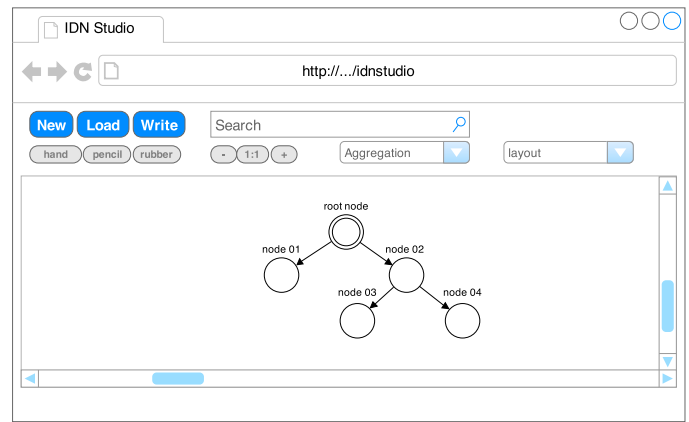 IDN Studio
http://.../idnstudio
New Load Write
Search
hand pencil rubber
- 1:1 +
Aggregation
layout
root node
node 01
node 02
node 03
node 04